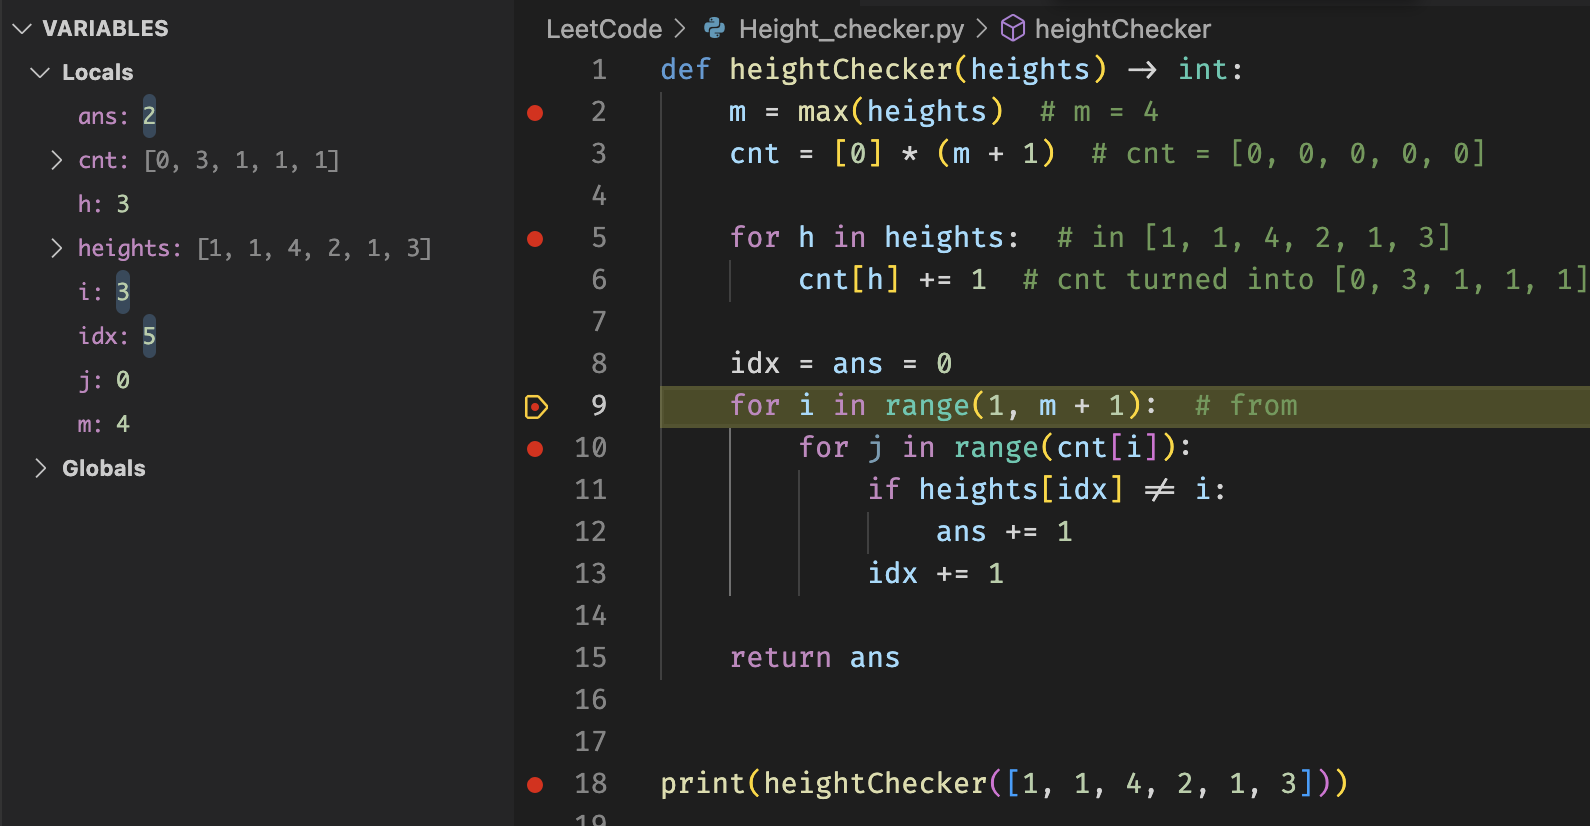 VARIABLES
Locals
ans: 2
cnt: [0, 3, 1, 1, 1]
h: 3
heights: [1, 1, 4, 2, 1, 3]
i: 3
idx: 5
j: 0
m: 4
Globals
LeetCode > Height_checker.py > heightChecker
1 def heightChecker(heights) → int:
2 m = max(heights)  # m = 4
3 cnt = [0] * (m + 1)  # cnt = [0, 0, 0, 0, 0]
4
5 for h in heights:  # in [1, 1, 4, 2, 1, 3]
6 cnt[h] += 1  # cnt turned into [0, 3, 1, 1, 1]
7
8 idx = ans = 0
9 for i in range(1, m + 1):  # from
10 for j in range(cnt[i]):
11 if heights[idx] ≠ i:
12 ans += 1
13 idx += 1
14
15 return ans
16
17
18 print(heightChecker([1, 1, 4, 2, 1, 3]))
19